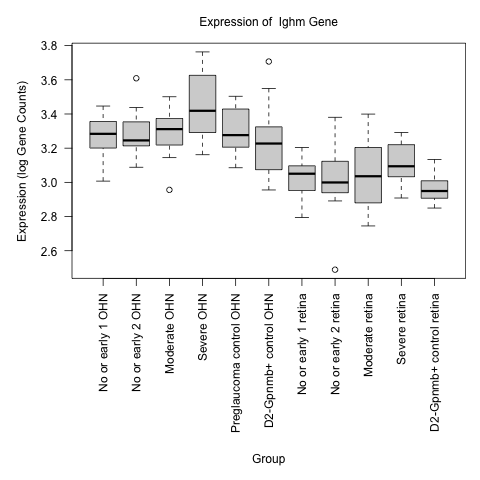 Expression of  Ighm Gene
Expression (log Gene Counts)
3.8
3.6
3.4
3.2
3.0
2.8
2.6
No or early 1 OHN
No or early 2 OHN
Moderate OHN
Severe OHN
Preglaucoma control OHN
D2-Gpnmb+ control OHN
No or early 1 retina
No or early 2 retina
Moderate retina
Severe retina
D2-Gpnmb+ control retina
Group